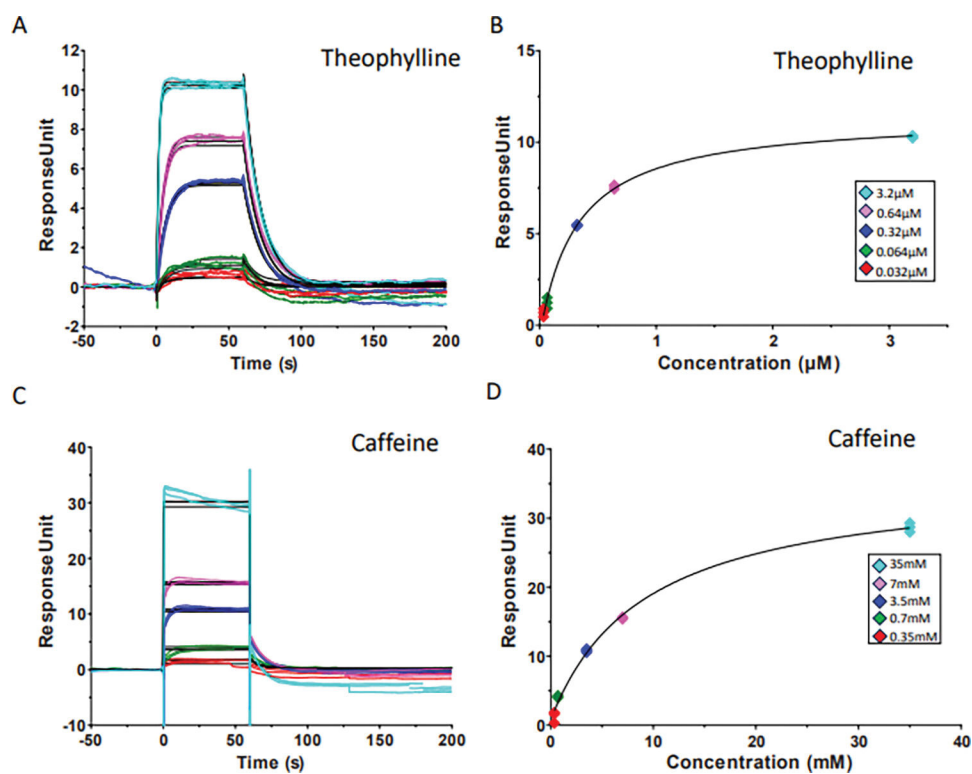 A
Theophylline
12
10
8
6
4
2
0
-2
-50 0 50 100 150 200
ResponseUnit
Time (s)
B
Theophylline
15
10
5
0
0 1 2 3
ResponseUnit
Concentration (µM)
3.2µM
0.64µM
0.32µM
0.064µM
0.032µM
C
Caffeine
40
30
20
10
0
-10
-50 0 50 100 150 200
ResponseUnit
Time (s)
D
Caffeine
40
30
20
10
0
0 10 20 30 40
ResponseUnit
Concentration (mM)
35mM
7mM
3.5mM
0.7mM
0.35mM